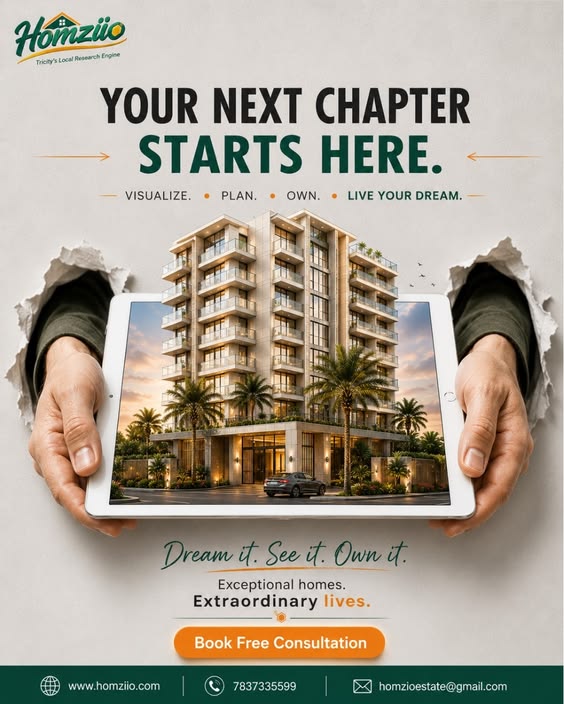 Homziio
Tricity's Local Research Engine
YOUR NEXT CHAPTER
STARTS HERE.
VISUALIZE. • PLAN. • OWN. • LIVE YOUR DREAM.
Dream it. See it. Own it.
Exceptional homes.
Extraordinary lives.
Book Free Consultation
www.homziio.com | 7837335599 | homzioestate@gmail.com